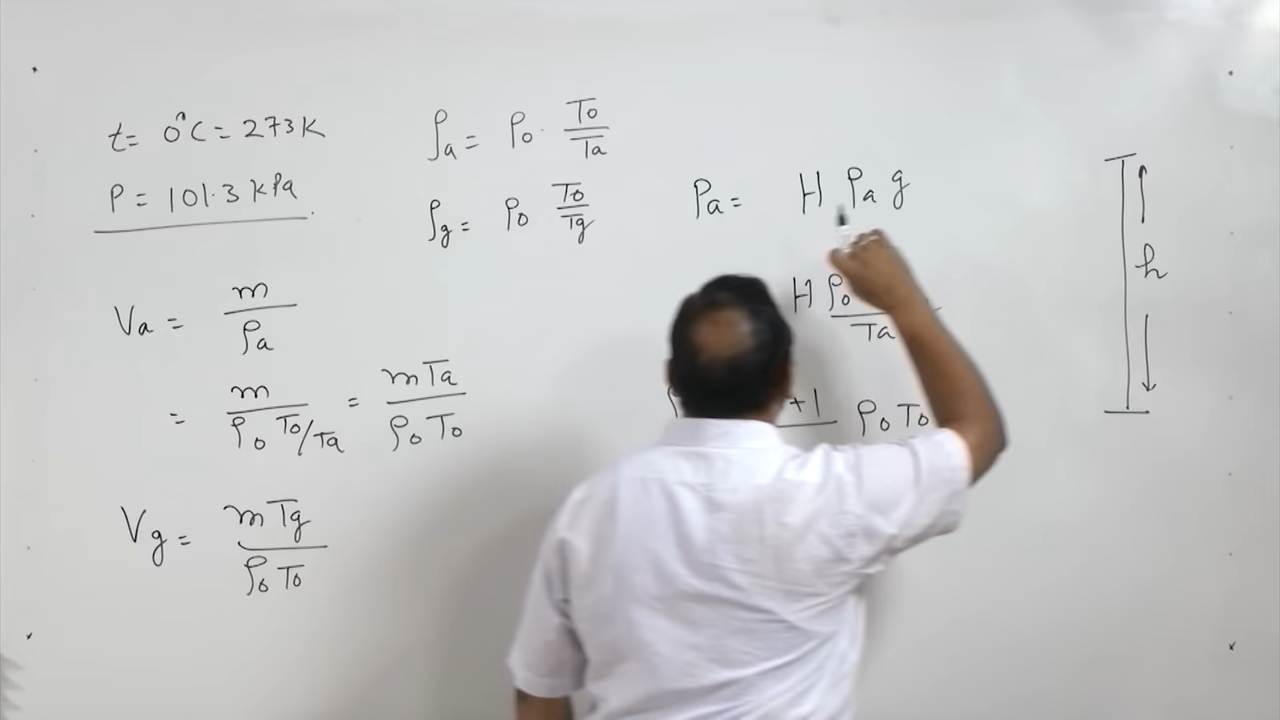 t = 0°C = 273 K
P = 101.3 kPa
Va = m / ρa
= m / ρ0 T0/Ta = mTa / ρ0 T0
Vg = mTg / ρ0 T0
ρa = ρ0 · T0 / Ta
ρg = ρ0 T0 / Tg
Pa = H ρa g
H ρ0 / Ta
+1 ρ0 T0
h